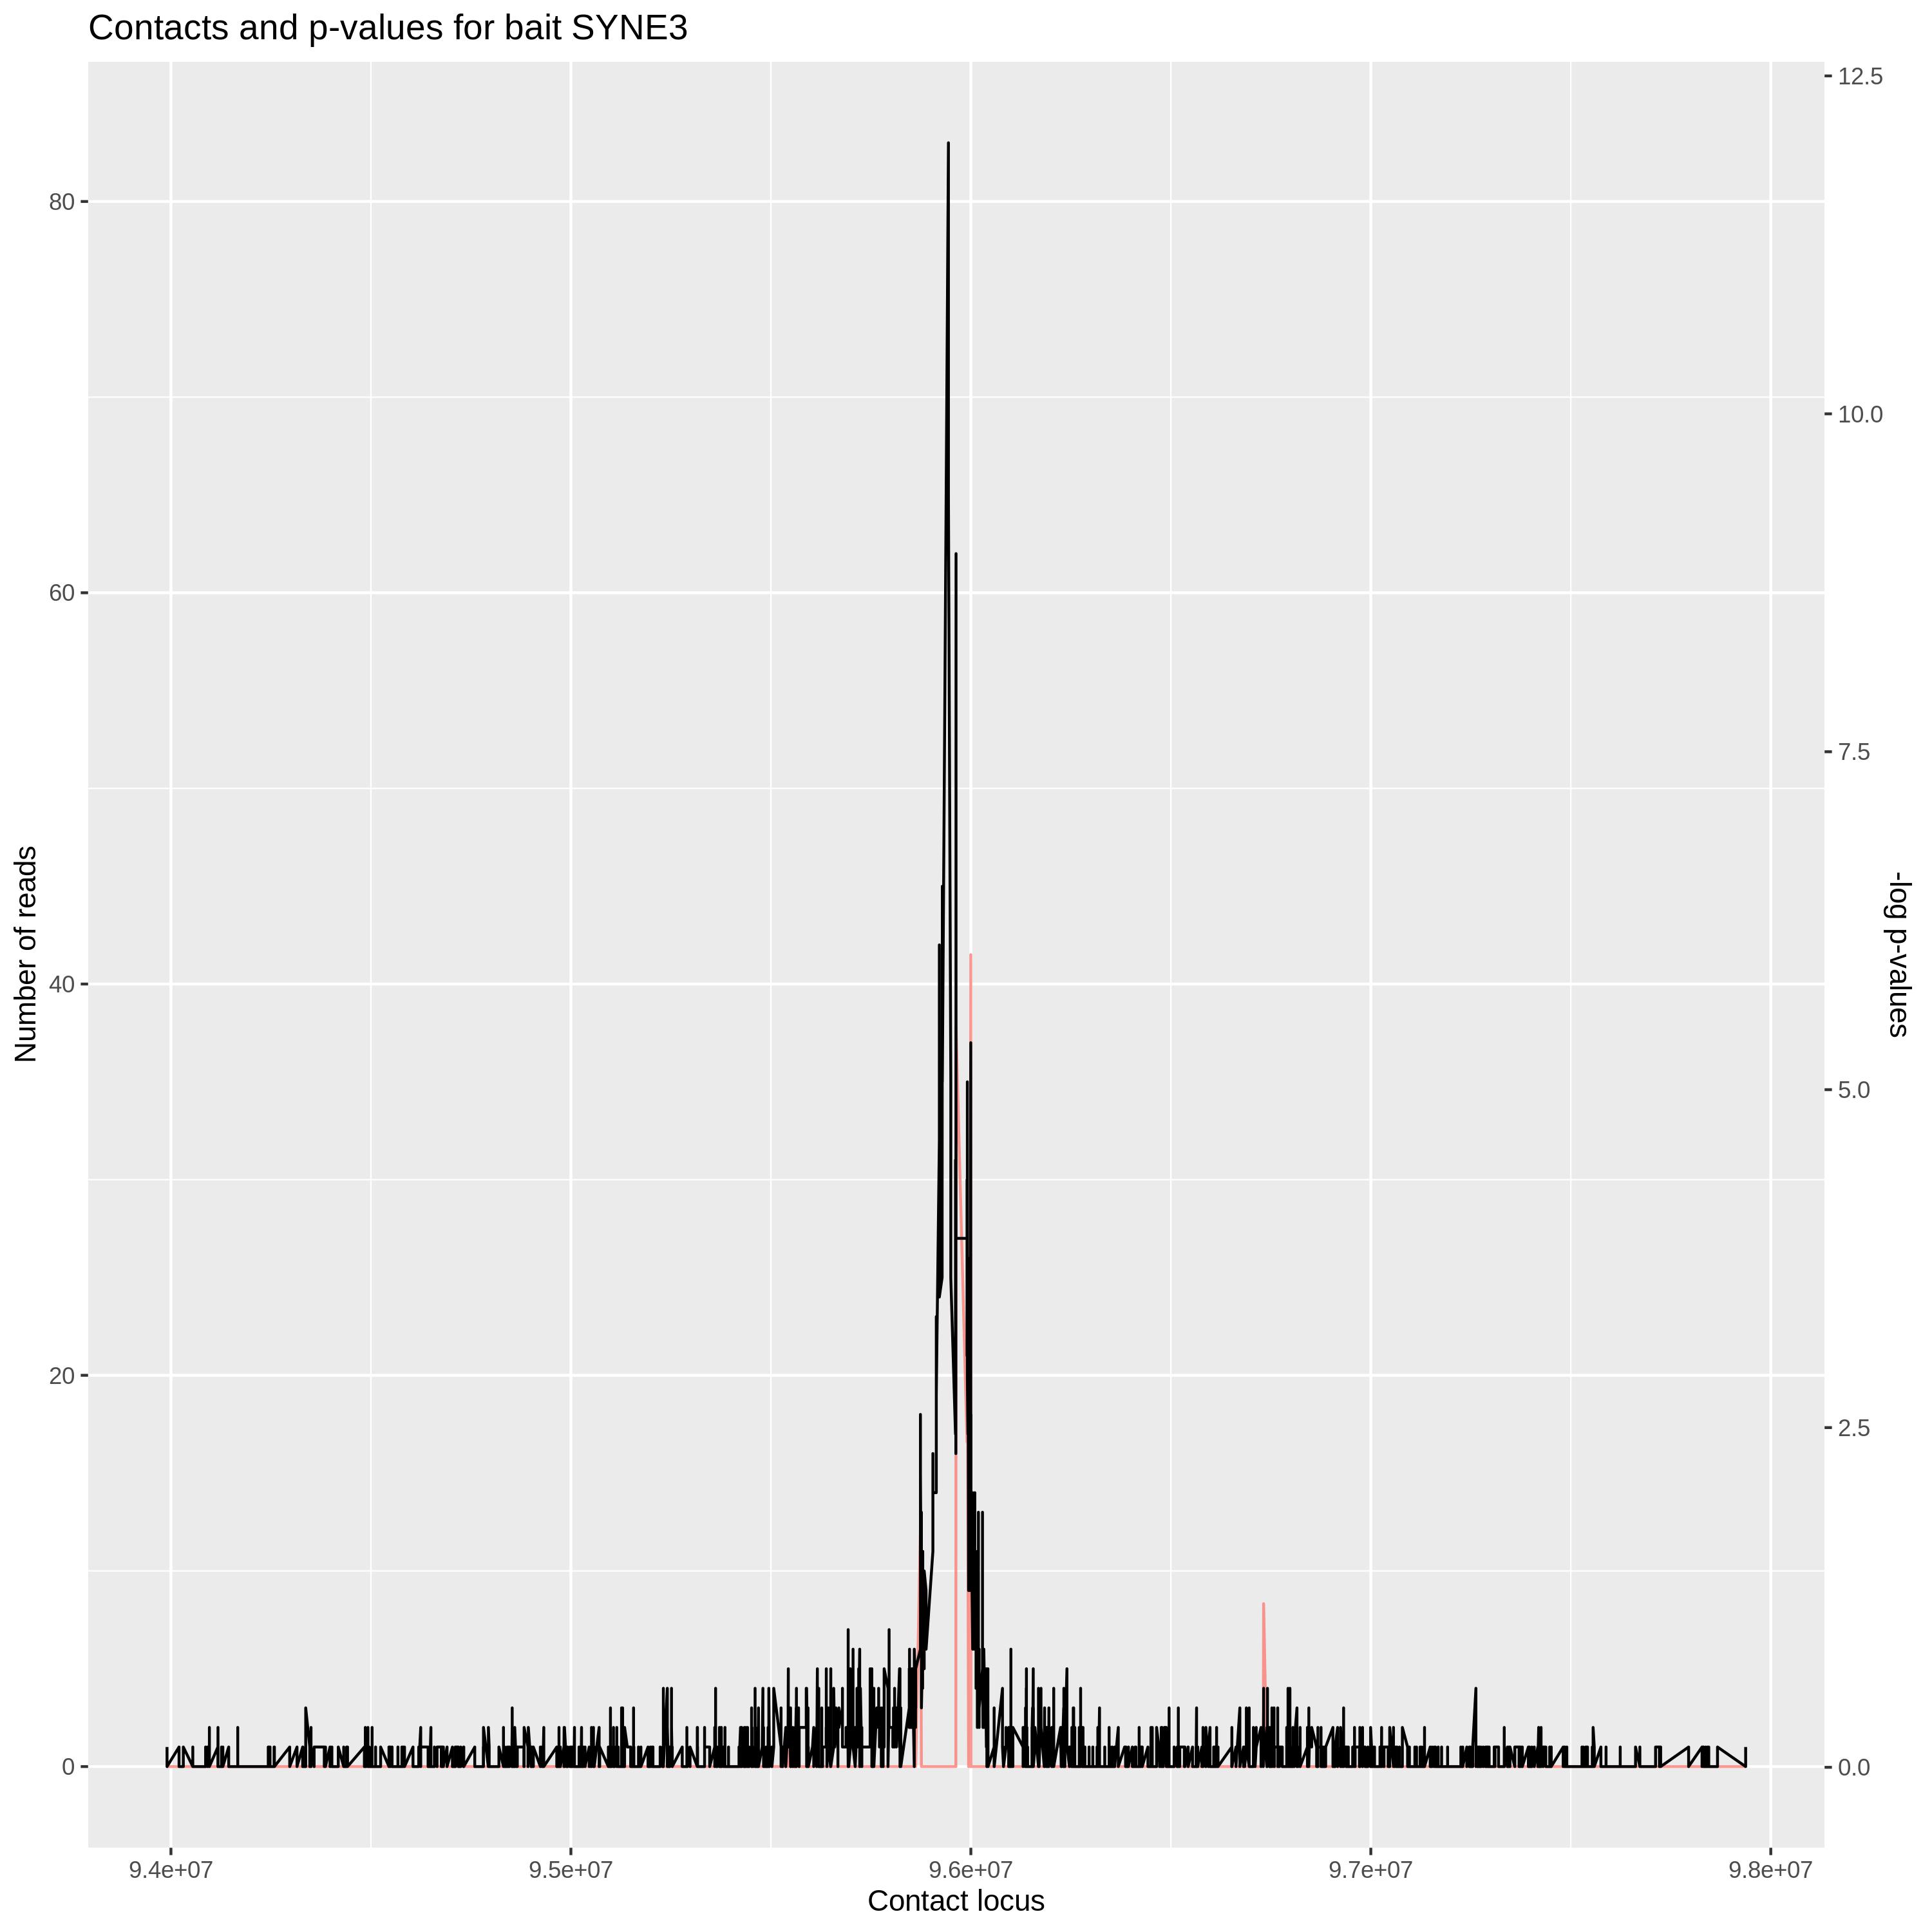 Contacts and p-values for bait SYNE3
12.5
80
10.0
60
7.5
Number of reads
-log p-values
40
5.0
20
2.5
0
0.0
9.4e+07
9.5e+07
9.6e+07
9.7e+07
9.8e+07
Contact locus